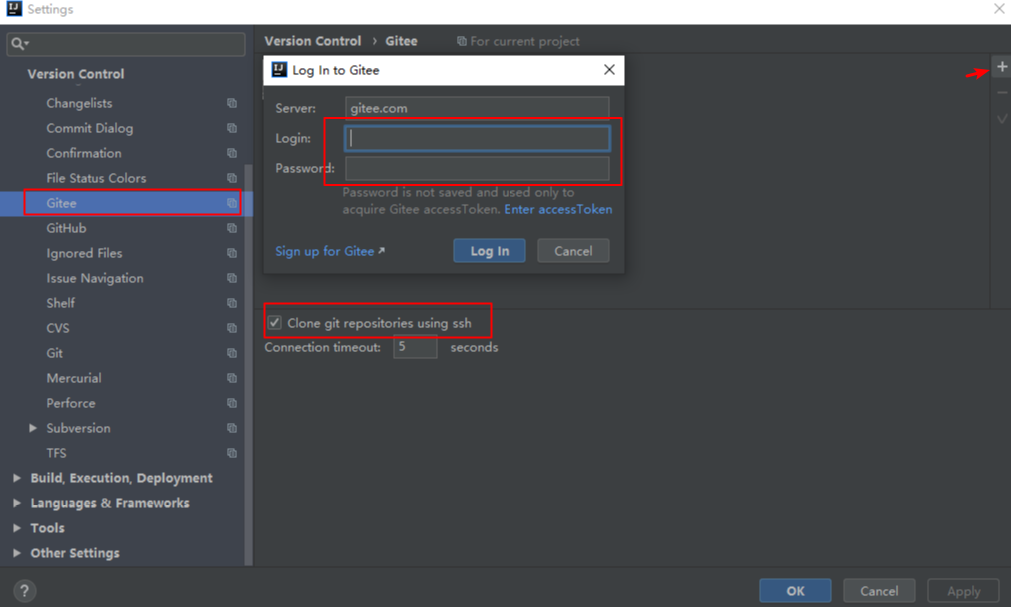 Settings
Version Control › Gitee For current project
Version Control
Changelists
Commit Dialog
Confirmation
File Status Colors
Gitee
GitHub
Ignored Files
Issue Navigation
Shelf
CVS
Git
Mercurial
Perforce
Subversion
TFS
Build, Execution, Deployment
Languages & Frameworks
Tools
Other Settings
Log In to Gitee
Server: gitee.com
Login:
Password:
Password is not saved and used only to
acquire Gitee accessToken. Enter accessToken
Sign up for Gitee
Log In Cancel
Clone git repositories using ssh
Connection timeout: 5 seconds
? OK Cancel Apply